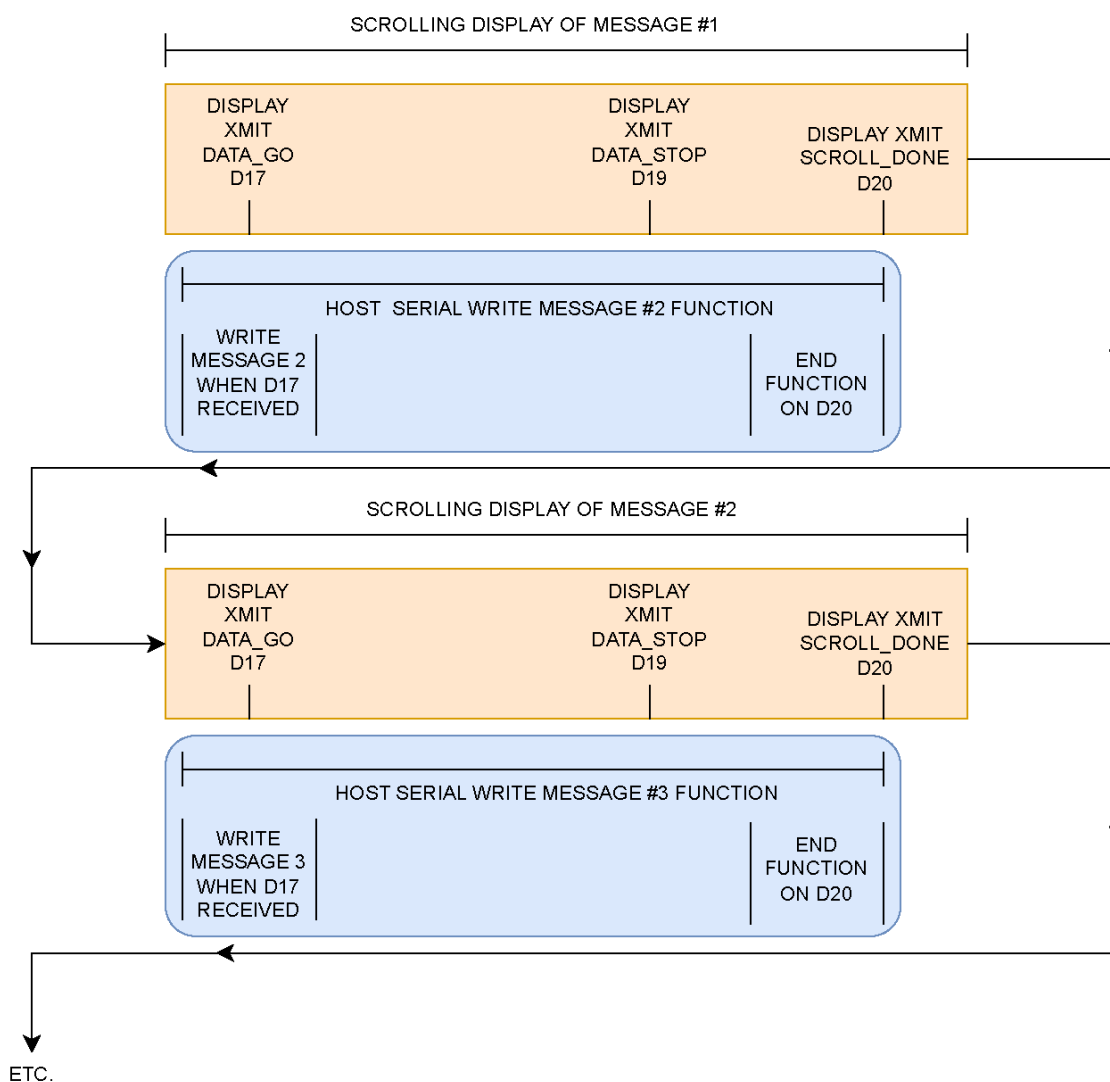 SCROLLING DISPLAY OF MESSAGE #1
DISPLAY
XMIT
DATA_GO
D17
DISPLAY
XMIT
DATA_STOP
D19
DISPLAY XMIT
SCROLL_DONE
D20
HOST  SERIAL WRITE MESSAGE #2 FUNCTION
WRITE
MESSAGE 2
WHEN D17
RECEIVED
END
FUNCTION
ON D20
SCROLLING DISPLAY OF MESSAGE #2
DISPLAY
XMIT
DATA_GO
D17
DISPLAY
XMIT
DATA_STOP
D19
DISPLAY XMIT
SCROLL_DONE
D20
HOST SERIAL WRITE MESSAGE #3 FUNCTION
WRITE
MESSAGE 3
WHEN D17
RECEIVED
END
FUNCTION
ON D20
ETC.